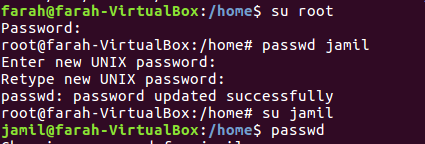 farah@farah-VirtualBox:/home$ su root
Password:
root@farah-VirtualBox:/home# passwd jamil
Enter new UNIX password:
Retype new UNIX password:
passwd: password updated successfully
root@farah-VirtualBox:/home# su jamil
jamil@farah-VirtualBox:/home$ passwd